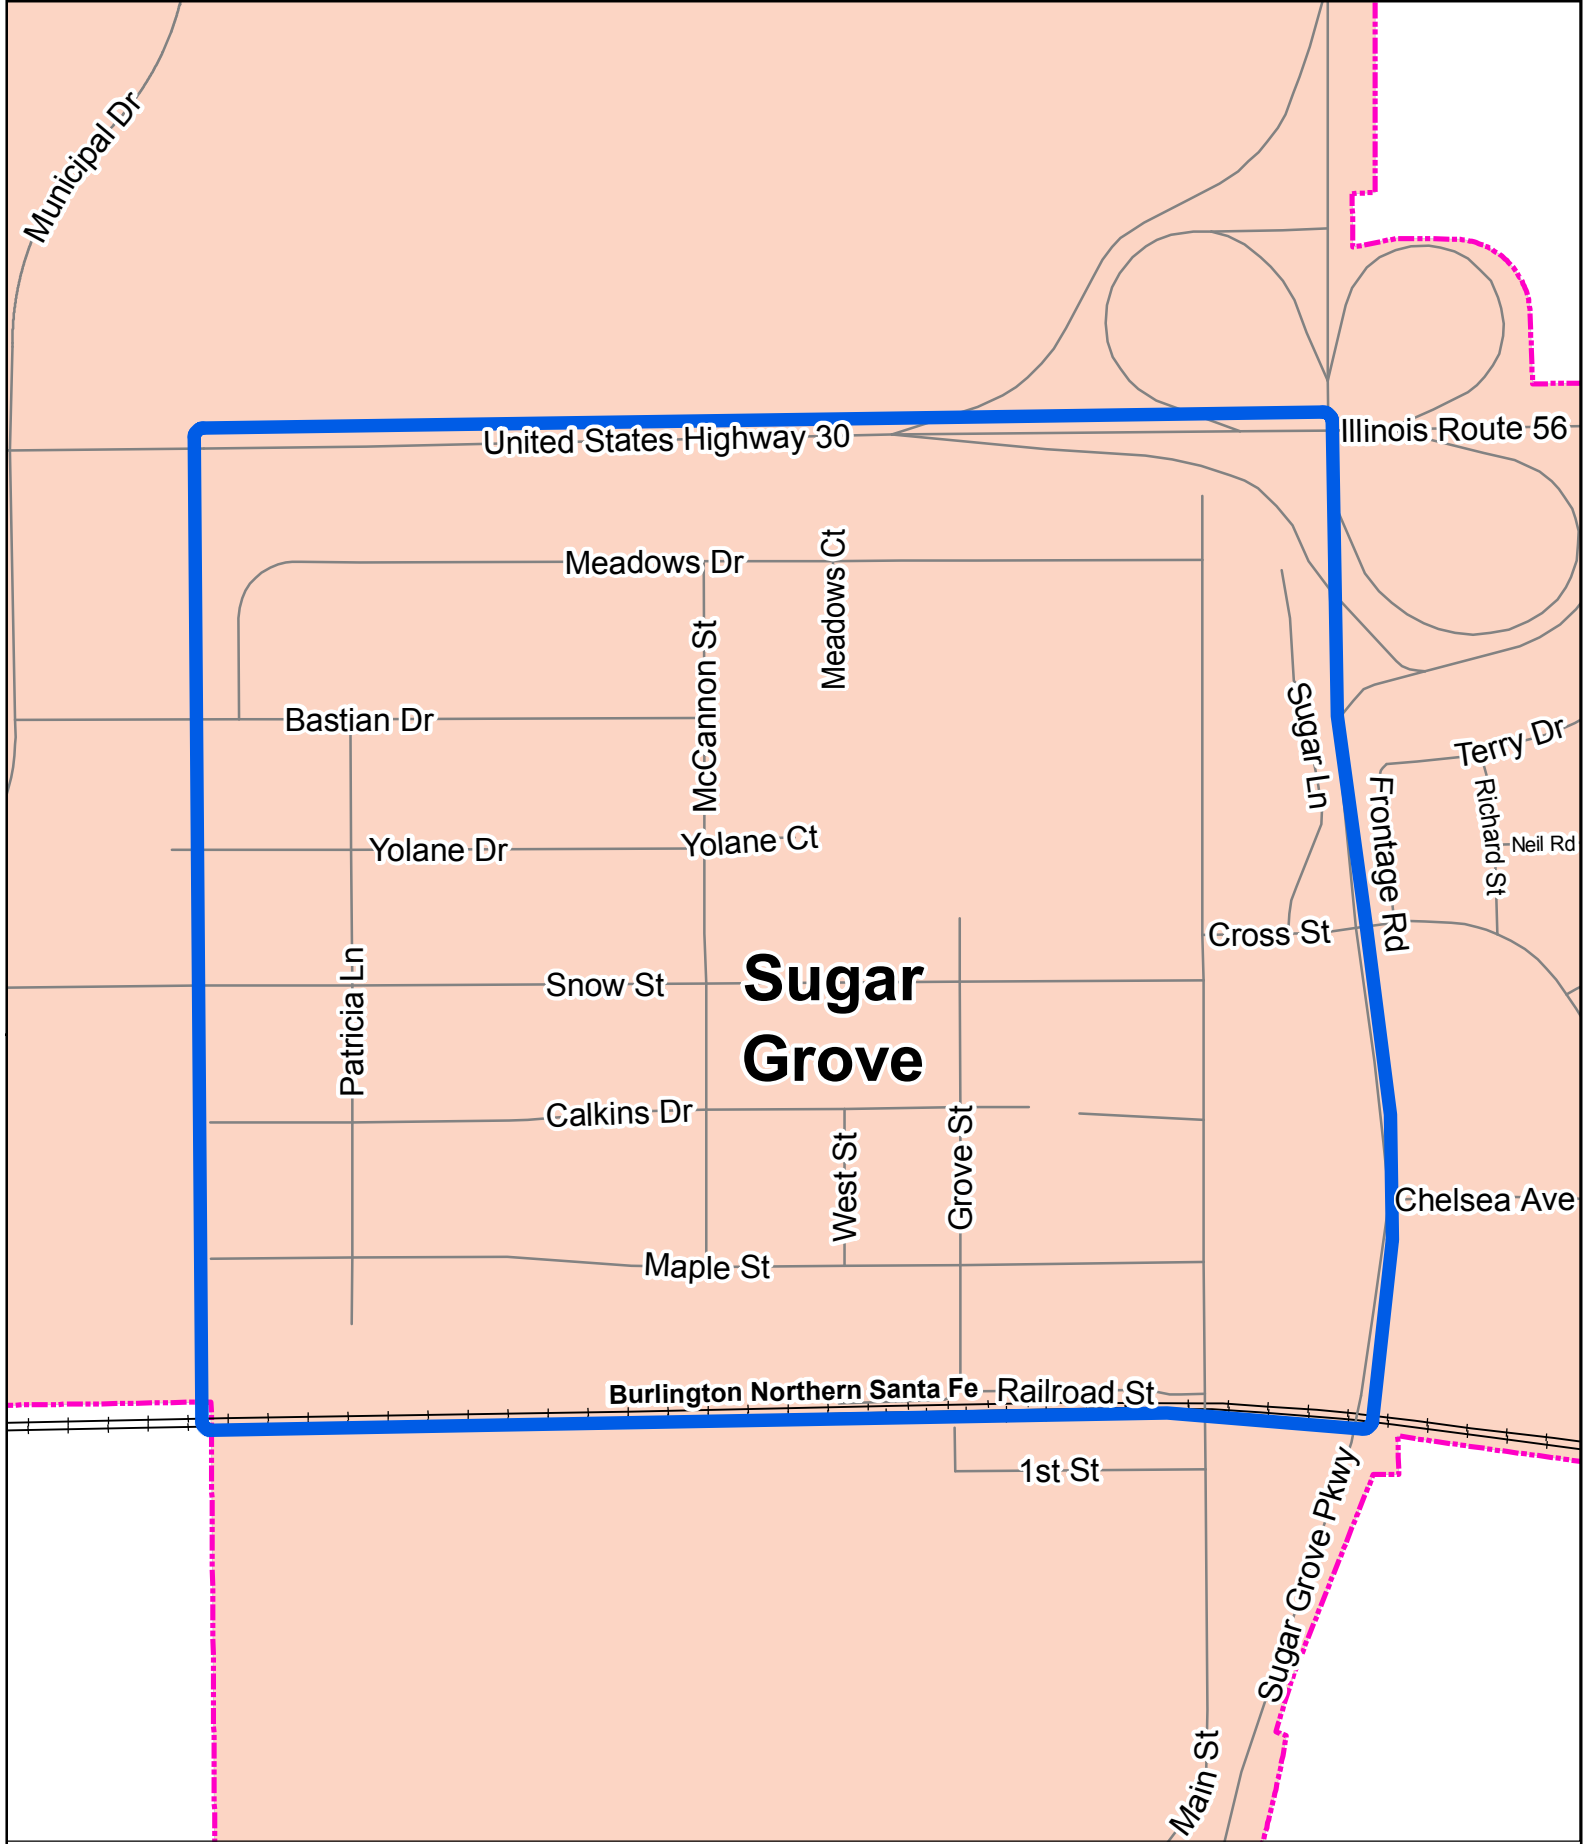 Municipal Dr
United States Highway 30
Illinois Route 56
Meadows Dr
Meadows Ct
McCannon St
Bastian Dr
Sugar Ln
Terry Dr
Frontage Rd
Richard St
Neil Rd
Yolane Dr
Yolane Ct
Cross St
Patricia Ln
Snow St
Sugar
Grove
Calkins Dr
West St
Grove St
Chelsea Ave
Maple St
Burlington Northern Santa Fe
Railroad St
1st St
Sugar Grove Pkwy
Main St